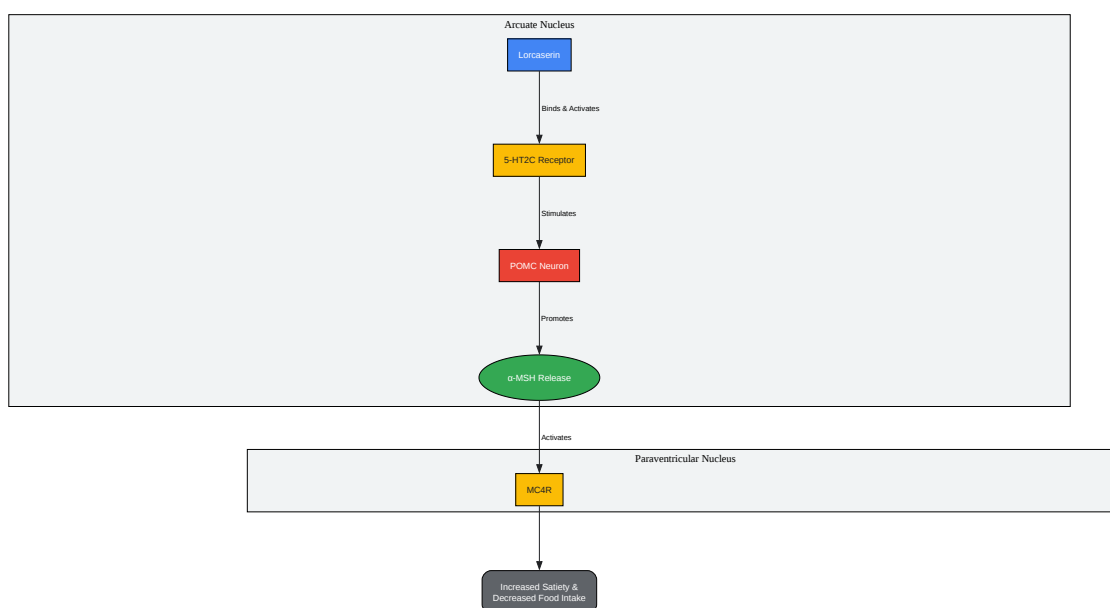 Arcuate Nucleus
Lorcaserin
Binds & Activates
5-HT2C Receptor
Stimulates
POMC Neuron
Promotes
α-MSH Release
Activates
Paraventricular Nucleus
MC4R
Increased Satiety &
Decreased Food Intake